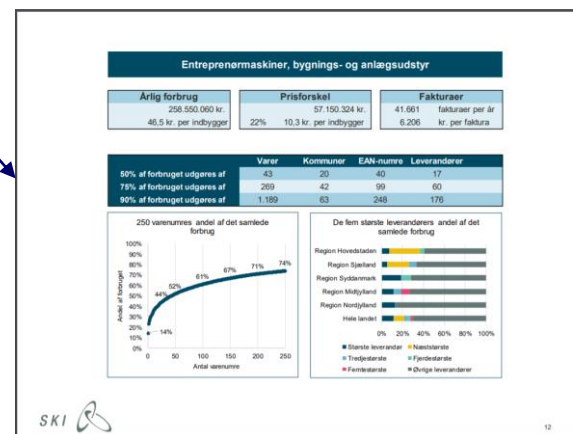 Entreprenørmaskiner, bygnings- og anlægsudstyr
Årlig forbrug
258.550.060 kr.
46,5 kr. per indbygger
Prisforskel
57.150.324 kr.
22% 10,3 kr. per indbygger
Fakturaer
41.661 fakturaer per år
6.206 kr. per faktura
Varer Kommuner EAN-numre Leverandører
50% af forbruget udgøres af 43 20 40 17
75% af forbruget udgøres af 269 42 99 60
90% af forbruget udgøres af 1.189 63 248 176
250 varenumres andel af det samlede
forbrug
Andel af forbruget
100%
90%
80%
70%
60%
50%
40%
30%
20%
10%
0%
14%
44%
52%
61%
67%
71%
74%
0 50 100 150 200 250
Antal varenumre
De fem største leverandørers andel af det
samlede forbrug
Region Hovedstaden
Region Sjælland
Region Syddanmark
Region Midtjylland
Region Nordjylland
Hele landet
0% 20% 40% 60% 80% 100%
Største leverandør Næststørste
Tredjestørste Fjerdestørste
Femtestørste Øvrige leverandører
SKI
12